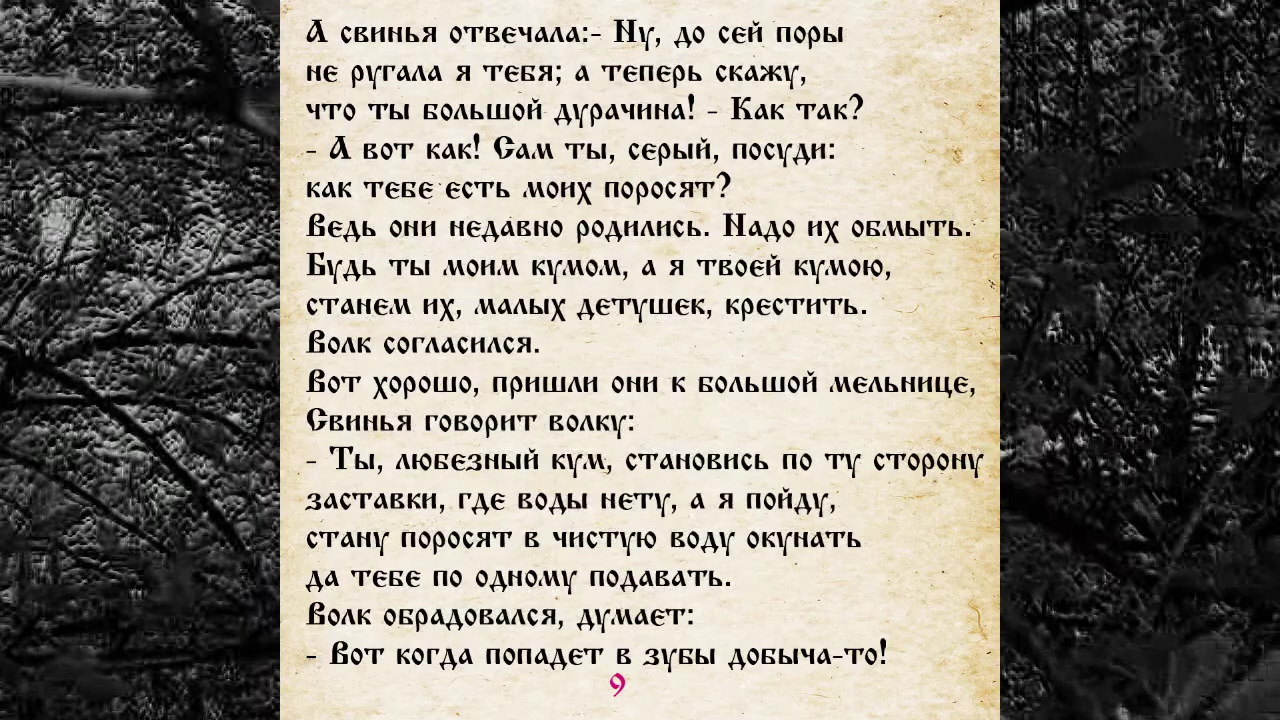 А свинья отвечала:- Ну, до сей поры
не ругала я тебя; а теперь скажу,
что ты большой дурачина! - Как так?
- А вот как! Сам ты, серый, посуди:
как тебе есть моих поросят?
Ведь они недавно родились. Надо их обмыть.
Будь ты моим кумом, а я твоей кумою,
станем их, малых детушек, крестить.
Волк согласился.
Вот хорошо, пришли они к большой мельнице,
Свинья говорит волку:
- Ты, любезный кум, становись по ту сторону
заставки, где воды нету, а я пойду,
стану поросят в чистую воду окунать
да тебе по одному подавать.
Волк обрадовался, думает:
- Вот когда попадет в зубы добыча-то!
9